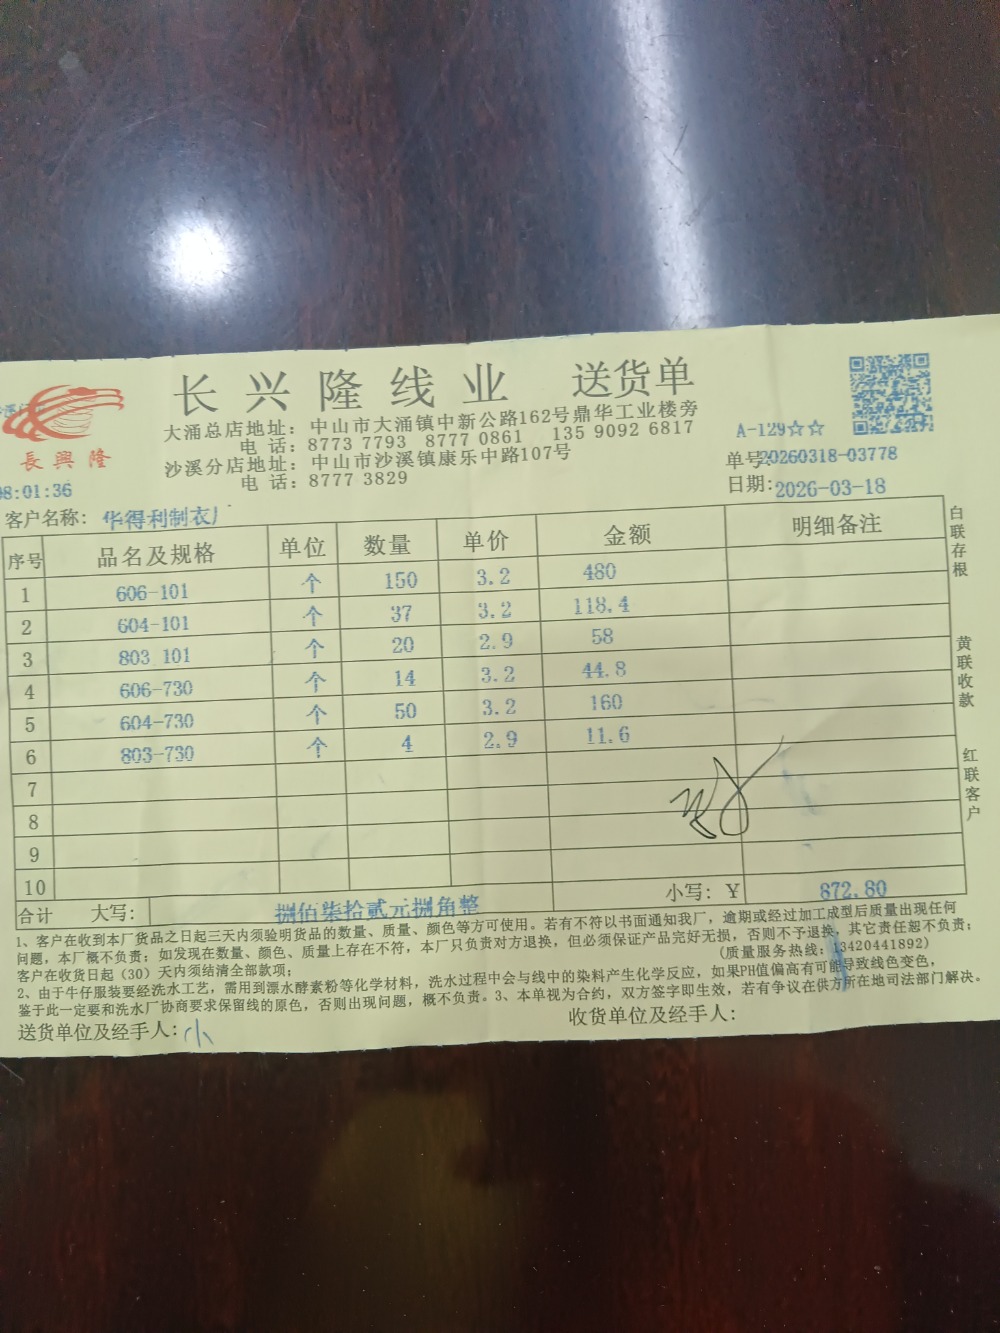 长兴隆线业 送货单
大涌总店地址：中山市大涌镇中新公路162号鼎华工业楼旁
电 话：8773 7793 8777 0861 135 9092 6817
沙溪分店地址：中山市沙溪镇康乐中路107号
电 话：8777 3829
長興隆
A-129☆☆
单号:20260318-03778
08:01:36
日期:2026-03-18
客户名称：华得利制衣厂
序号 品名及规格 单位 数量 单价 金额 明细备注
1 606-101 个 150 3.2 480
2 604-101 个 37 3.2 118.4
3 803 101 个 20 2.9 58
4 606-730 个 14 3.2 44.8
5 604-730 个 50 3.2 160
6 803-730 个 4 2.9 11.6
7
8
9
10
合计 大写：捌佰柒拾贰元捌角整 小写：¥ 872.80
白联存根
黄联收款
红联客户
1、客户在收到本厂货品之日起三天内须验明货品的数量、质量、颜色等方可使用。若有不符以书面通知我厂，逾期或经过加工成型后质量出现任何
问题，本厂概不负责；如发现在数量、颜色、质量上存在不符，本厂只负责对方退换，但必须保证产品完好无损，否则不予退换，其它责任恕不负责；
客户在收货日起（30）天内须结清全部款项； (质量服务热线：13420441892)
2、由于牛仔服装要经洗水工艺，需用到漂水酵素粉等化学材料，洗水过程中会与线中的染料产生化学反应，如果PH值偏高有可能导致线色变色，
鉴于此一定要和洗水厂协商要求保留线的原色，否则出现问题，概不负责。3、本单视为合约，双方签字即生效，若有争议在供方所在地司法部门解决。
送货单位及经手人：小 收货单位及经手人：